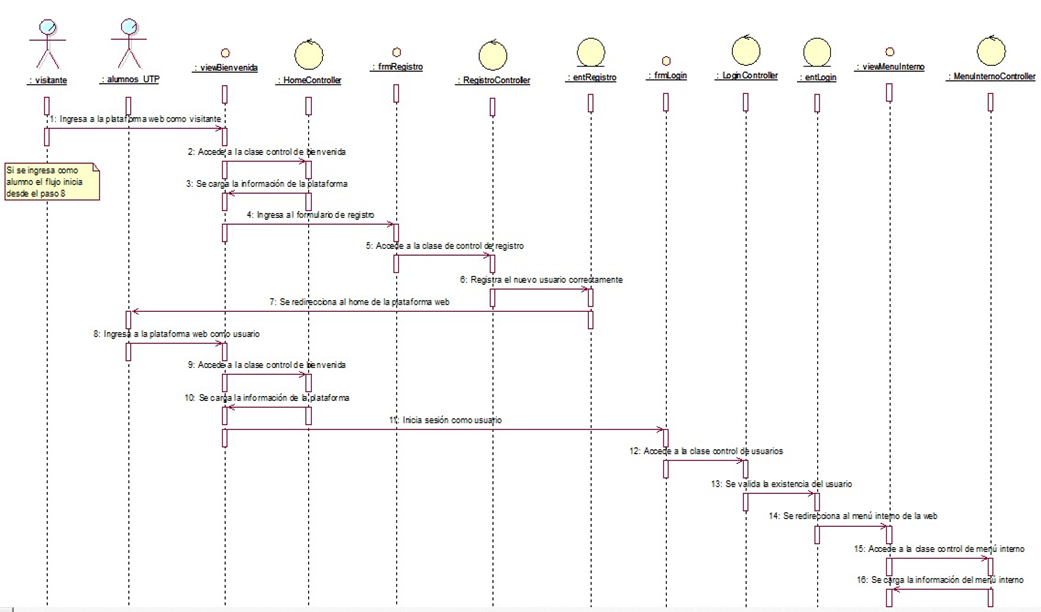 : visitante
: alumnos_UTP
: viewBienvenida
: HomeController
: frmRegistro
: RegistroController
: entRegistro
: frmLogin
: LoginController
: entLogin
: viewMenuInterno
: MenuInternoController
1: Ingresa a la plataforma web como visitante
2: Accede a la clase control de bienvenida
Si se ingresa como
alumno el flujo inicia
desde el paso 8
3: Se carga la información de la plataforma
4: Ingresa al formulario de registro
5: Accede a la clase de control de registro
6: Registra el nuevo usuario correctamente
7: Se redirecciona al home de la plataforma web
8: Ingresa a la plataforma web como usuario
9: Accede a la clase control de bienvenida
10: Se carga la información de la plataforma
11: Inicia sesión como usuario
12: Accede a la clase control de usuarios
13: Se valida la existencia del usuario
14: Se redirecciona al menú interno de la web
15: Accede a la clase control de menú interno
16: Se carga la información del menú interno